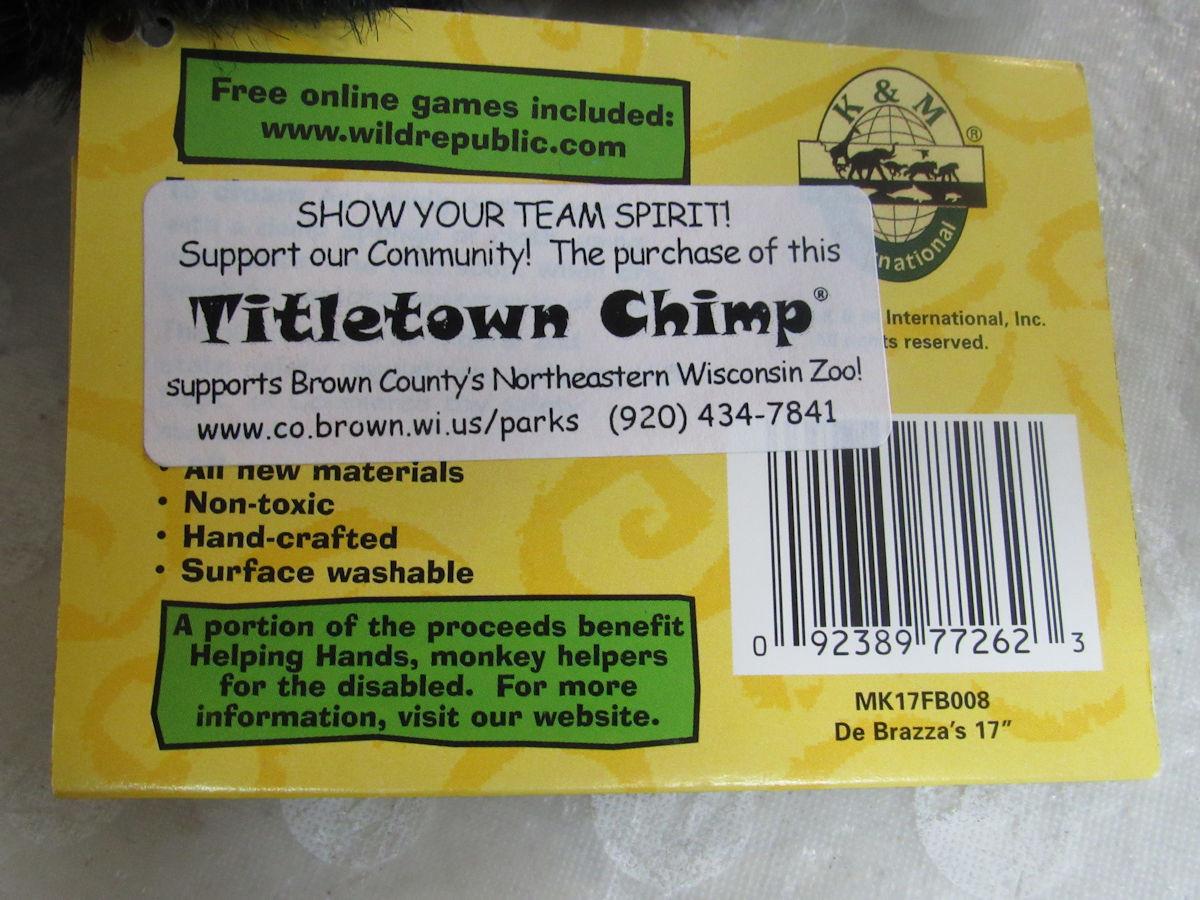 Free online games included:
www.wildrepublic.com
K & M
®
national
SHOW YOUR TEAM SPIRIT!
Support our Community! The purchase of this
Titletown Chimp®
supports Brown County's Northeastern Wisconsin Zoo!
www.co.brown.wi.us/parks (920) 434-7841
International, Inc.
ts reserved.
• All new materials
• Non-toxic
• Hand-crafted
• Surface washable
A portion of the proceeds benefit
Helping Hands, monkey helpers
for the disabled. For more
information, visit our website.
0 92389 77262 3
MK17FB008
De Brazza's 17"